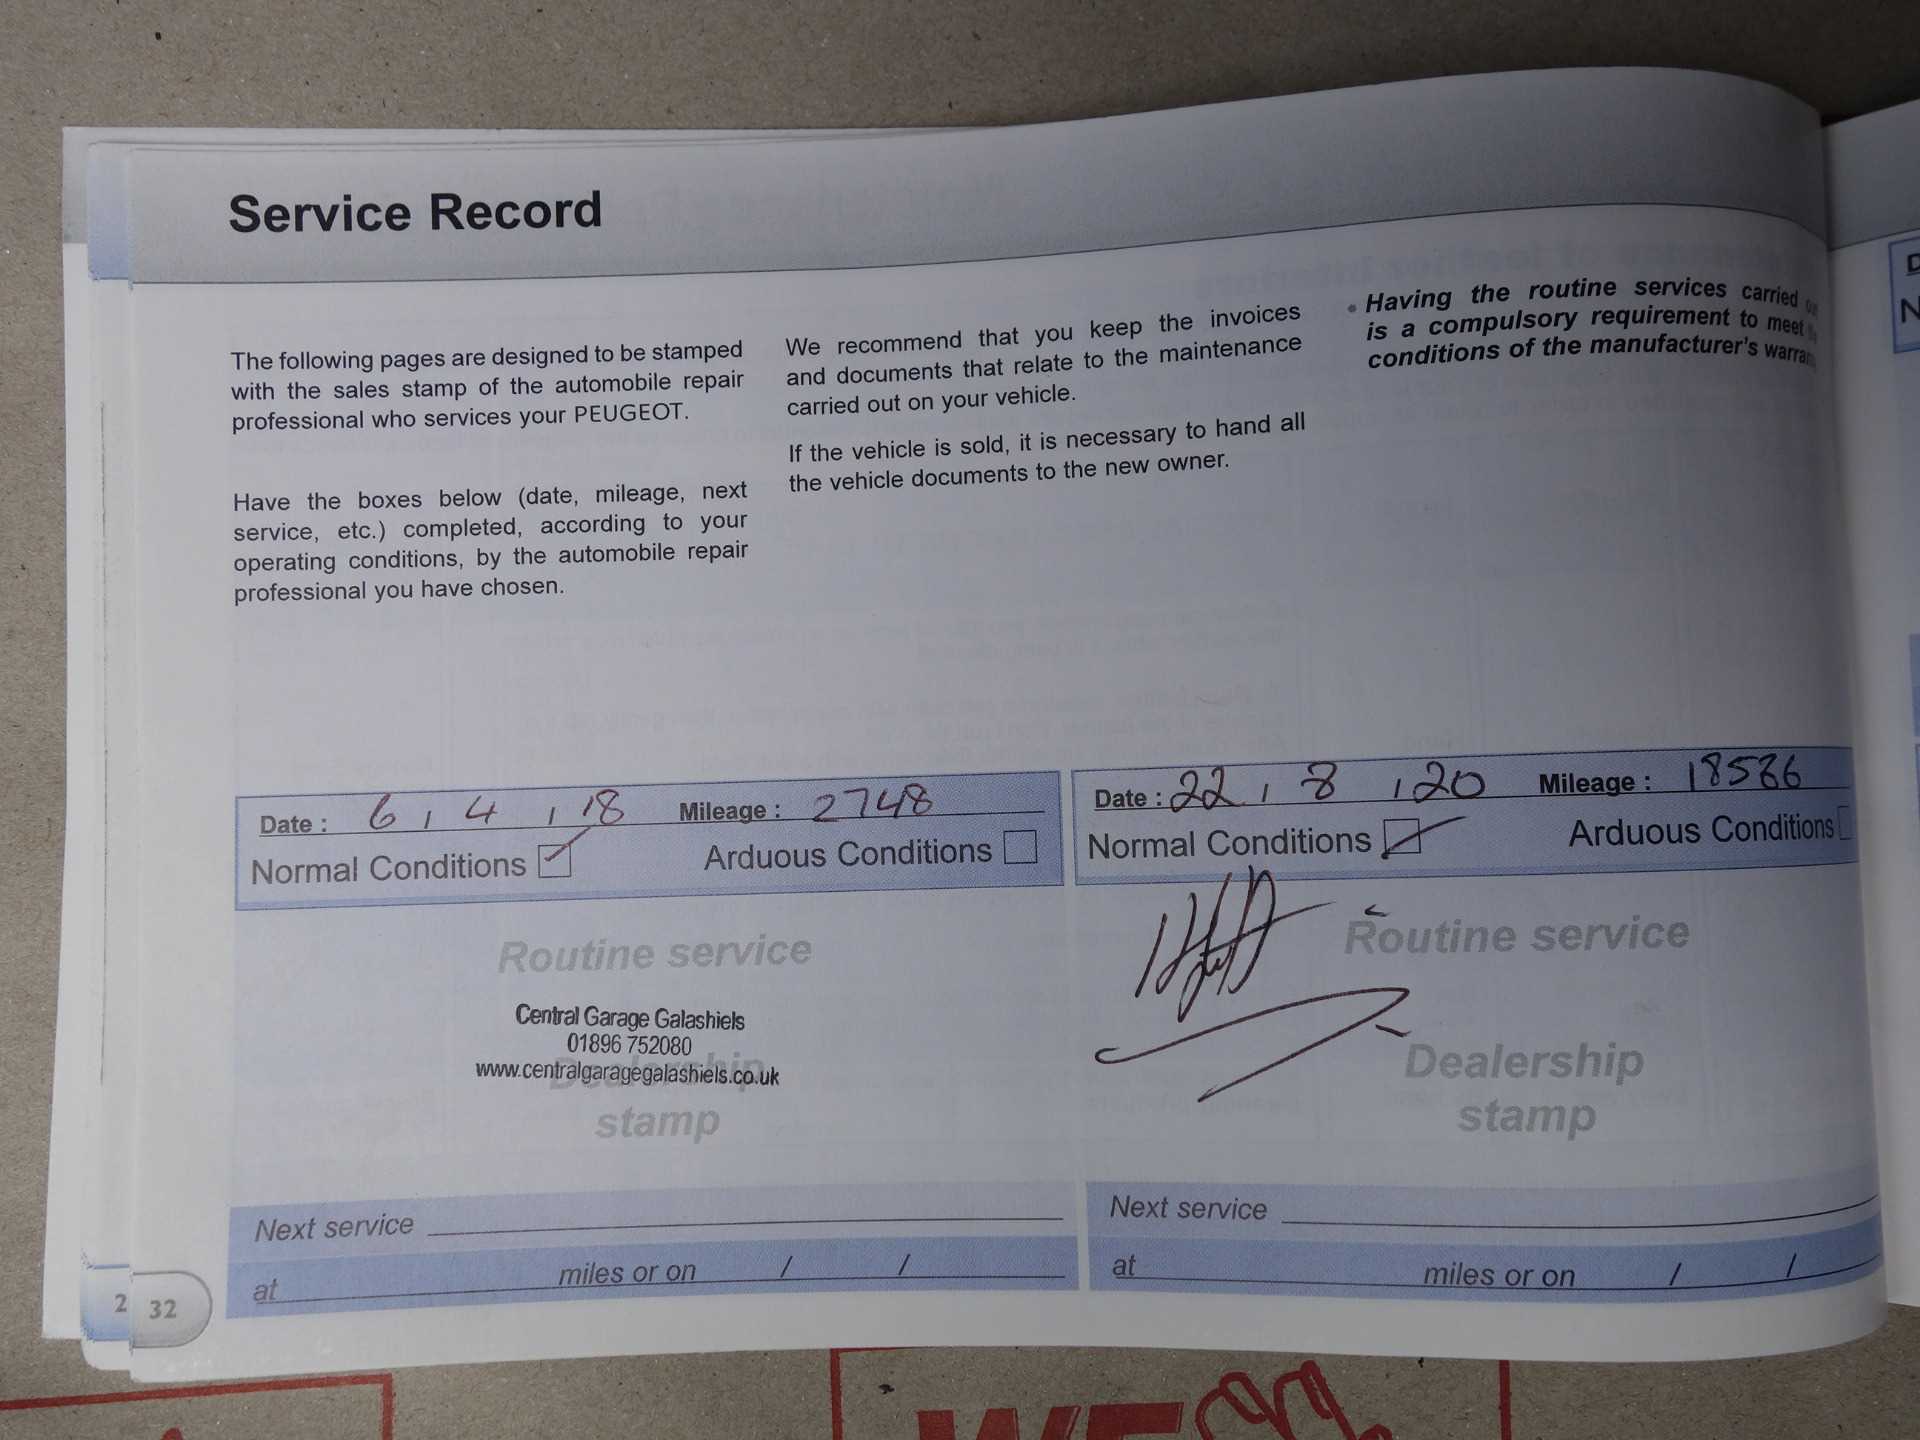 Service Record
The following pages are designed to be stamped
with the sales stamp of the automobile repair
professional who services your PEUGEOT.
Have the boxes below (date, mileage, next
service, etc.) completed, according to your
operating conditions, by the automobile repair
professional you have chosen.
We recommend that you keep the invoices
and documents that relate to the maintenance
carried out on your vehicle.
If the vehicle is sold, it is necessary to hand all
the vehicle documents to the new owner.
• Having the routine services carried
is a compulsory requirement to meet
conditions of the manufacturer's
Date : 6 / 4 / 18 Mileage : 2748
Normal Conditions Arduous Conditions
Routine service
Central Garage Galashiels
01896 752080
www.centralgaragegalashiels.co.uk
Dealership
stamp
Next service
at miles or on / /
Date : 22 / 8 / 20 Mileage : 18586
Normal Conditions Arduous Conditions
Routine service
Dealership
stamp
Next service
at miles or on / /
2 32